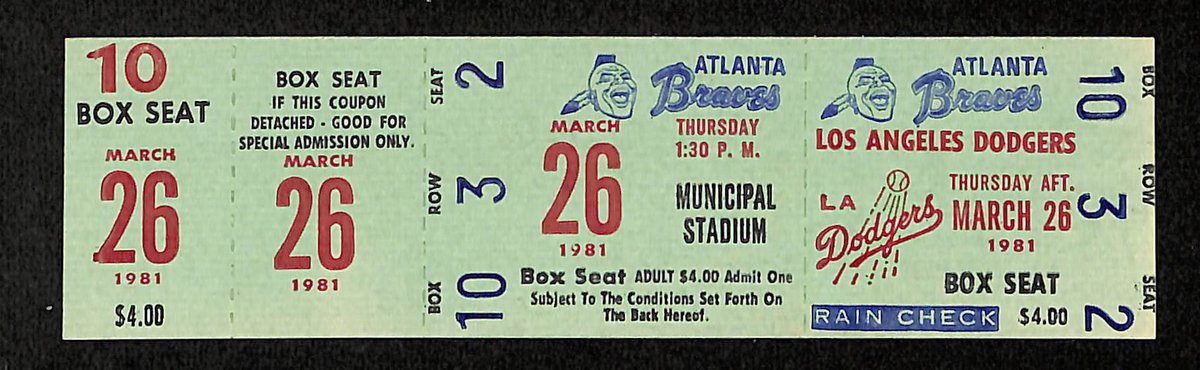 10
BOX SEAT
MARCH
26
1981
$4.00
BOX SEAT
IF THIS COUPON
DETACHED - GOOD FOR
SPECIAL ADMISSION ONLY.
MARCH
26
1981
SEAT 2
ROW 3
BOX 10
ATLANTA
Braves
MARCH
26
1981
THURSDAY
1:30 P. M.
MUNICIPAL
STADIUM
Box Seat ADULT $4.00 Admit One
Subject To The Conditions Set Forth On
The Back Hereof.
ATLANTA
Braves
LOS ANGELES DODGERS
LA
Dodgers
THURSDAY AFT.
MARCH 26
1981
BOX SEAT
RAIN CHECK $4.00
BOX 10
ROW 3
SEAT 2